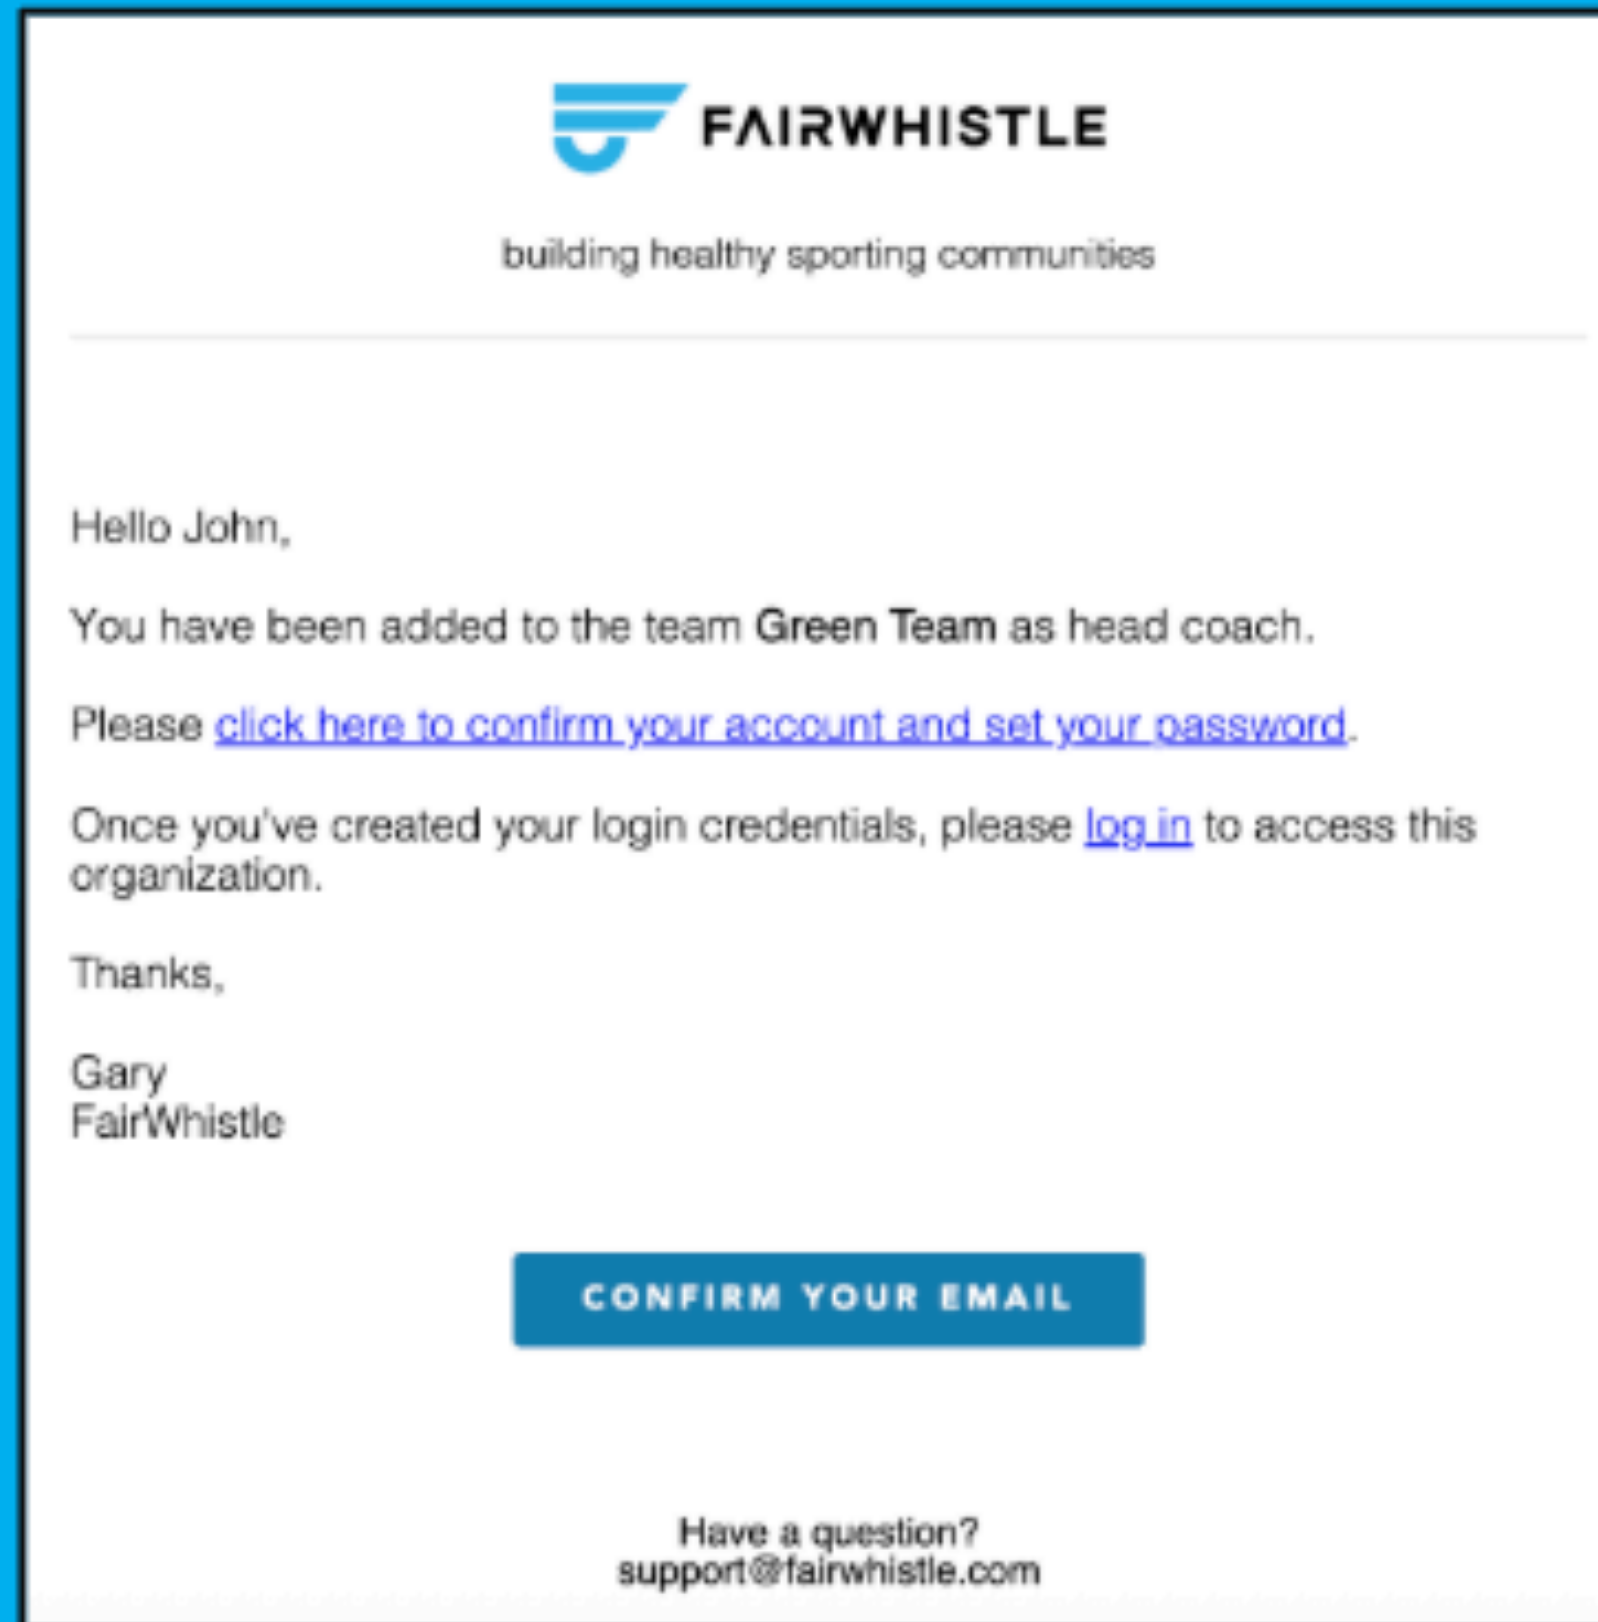 FAIRWHISTLE
building healthy sporting communities
Hello John,
You have been added to the team Green Team as head coach.
Please click here to confirm your account and set your password.
Once you've created your login credentials, please log in to access this
organization.
Thanks,
Gary
FairWhistle
CONFIRM YOUR EMAIL
Have a question?
support@fairwhistle.com